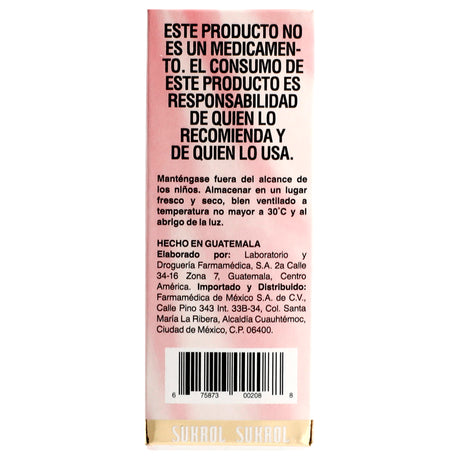 ESTE PRODUCTO NO
ES UN MEDICAMEN-
TO. EL CONSUMO DE
ESTE PRODUCTO ES
RESPONSABILIDAD
DE QUIEN LO
RECOMIENDA Y
DE QUIEN LO USA.
Manténgase fuera del alcance de
los niños. Almacenar en un lugar
fresco y seco, bien ventilado a
temperatura no mayor a 30°C y al
abrigo de la luz.
HECHO EN GUATEMALA
Elaborado por: Laboratorio y
Droguería Farmamédica, S.A. 2a Calle
34-16 Zona 7, Guatemala, Centro
América. Importado y Distribuido:
Farmamédica de México S.A. de C.V.,
Calle Pino 343 Int. 33B-34, Col. Santa
María La Ribera, Alcaldía Cuauhtérnoc,
Ciudad de México, C.P. 06400.
6 75873 00208 8
SUKROL SUKROL